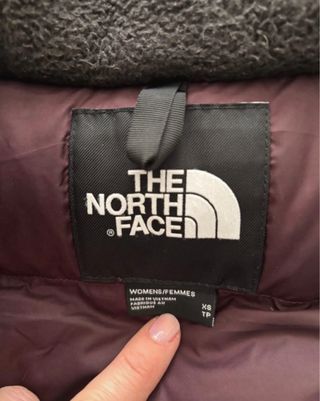 THE
NORTH
FACE
®
WOMENS/FEMMES
MADE IN VIETNAM
FABRIQUÉ AU
VIETNAM
XS
TP